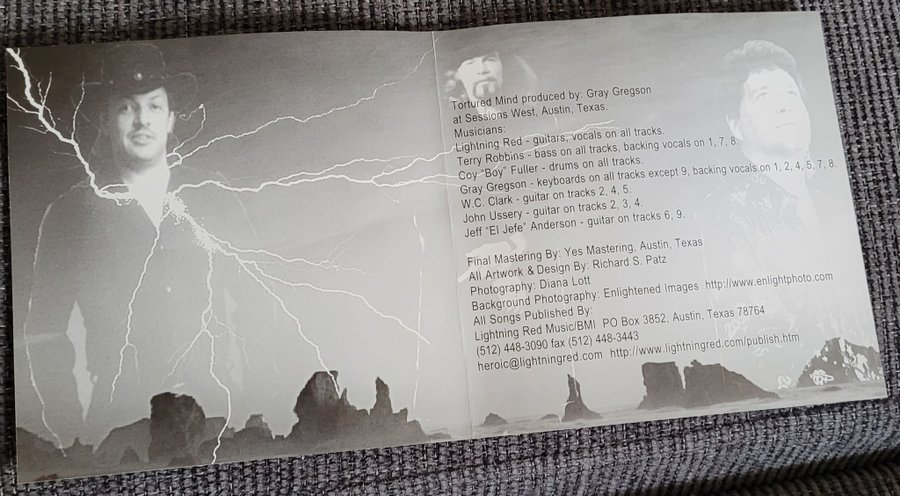 Tortured Mind produced by: Gray Gregson
at Sessions West, Austin, Texas.
Musicians:
Lightning Red - guitars, vocals on all tracks.
Terry Robbins - bass on all tracks, backing vocals on 1, 7, 8.
Coy "Boy" Fuller - drums on all tracks.
Gray Gregson - keyboards on all tracks except 9, backing vocals on 1, 2, 4, 5, 7, 8.
W.C. Clark - guitar on tracks 2, 4, 5.
John Ussery - guitar on tracks 2, 3, 4.
Jeff "El Jefe" Anderson - guitar on tracks 6, 9.
Final Mastering By: Yes Mastering, Austin, Texas
All Artwork & Design By: Richard S. Patz
Photography: Diana Lott
Background Photography: Enlightened Images http://www.enlightphoto.com
All Songs Published By:
Lightning Red Music/BMI PO Box 3852, Austin, Texas 78764
(512) 448-3090 fax (512) 448-3443
heroic@lightningred.com http://www.lightningred.com/publish.htm